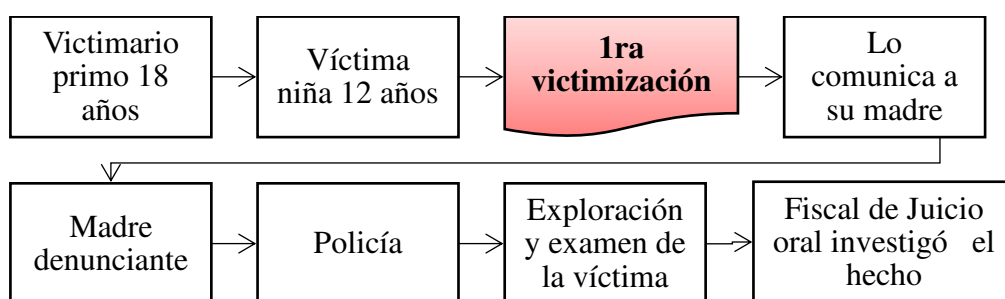 Victimario
primo 18
años
Víctima
niña 12 años
1ra
victimización
Lo
comunica a
su madre
Madre
denunciante
Policía
Exploración
y examen de
la víctima
Fiscal de Juicio
oral investigó el
hecho